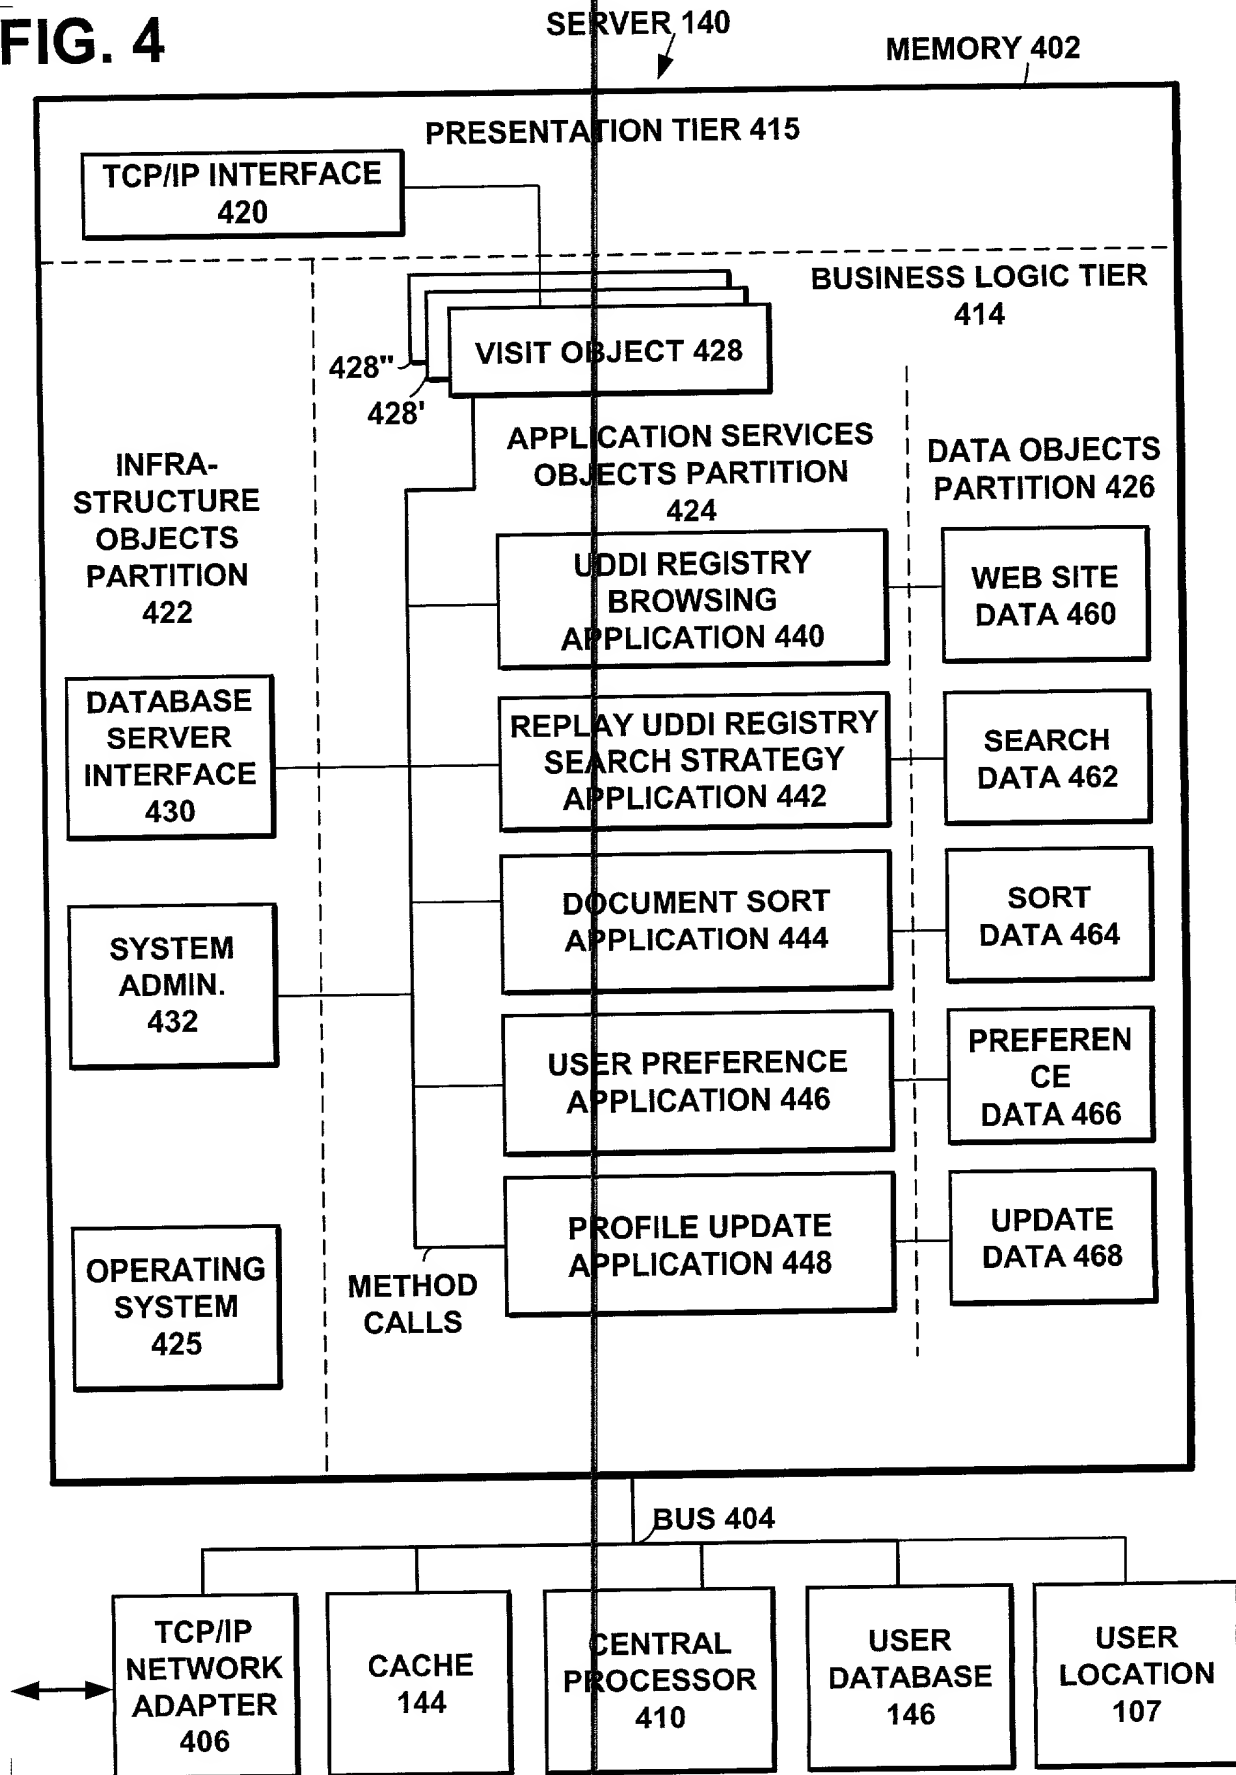 FIG. 4
SERVER 140
MEMORY 402
PRESENTATION TIER 415
TCP/IP INTERFACE
420
BUSINESS LOGIC TIER
414
VISIT OBJECT 428
428"
428'
INFRA-
STRUCTURE
OBJECTS
PARTITION
422
APPLICATION SERVICES
OBJECTS PARTITION
424
DATA OBJECTS
PARTITION 426
UDDI REGISTRY
BROWSING
APPLICATION 440
WEB SITE
DATA 460
DATABASE
SERVER
INTERFACE
430
REPLAY UDDI REGISTRY
SEARCH STRATEGY
APPLICATION 442
SEARCH
DATA 462
DOCUMENT SORT
APPLICATION 444
SORT
DATA 464
SYSTEM
ADMIN.
432
USER PREFERENCE
APPLICATION 446
PREFEREN
CE
DATA 466
PROFILE UPDATE
APPLICATION 448
UPDATE
DATA 468
OPERATING
SYSTEM
425
METHOD
CALLS
BUS 404
TCP/IP
NETWORK
ADAPTER
406
CACHE
144
CENTRAL
PROCESSOR
410
USER
DATABASE
146
USER
LOCATION
107